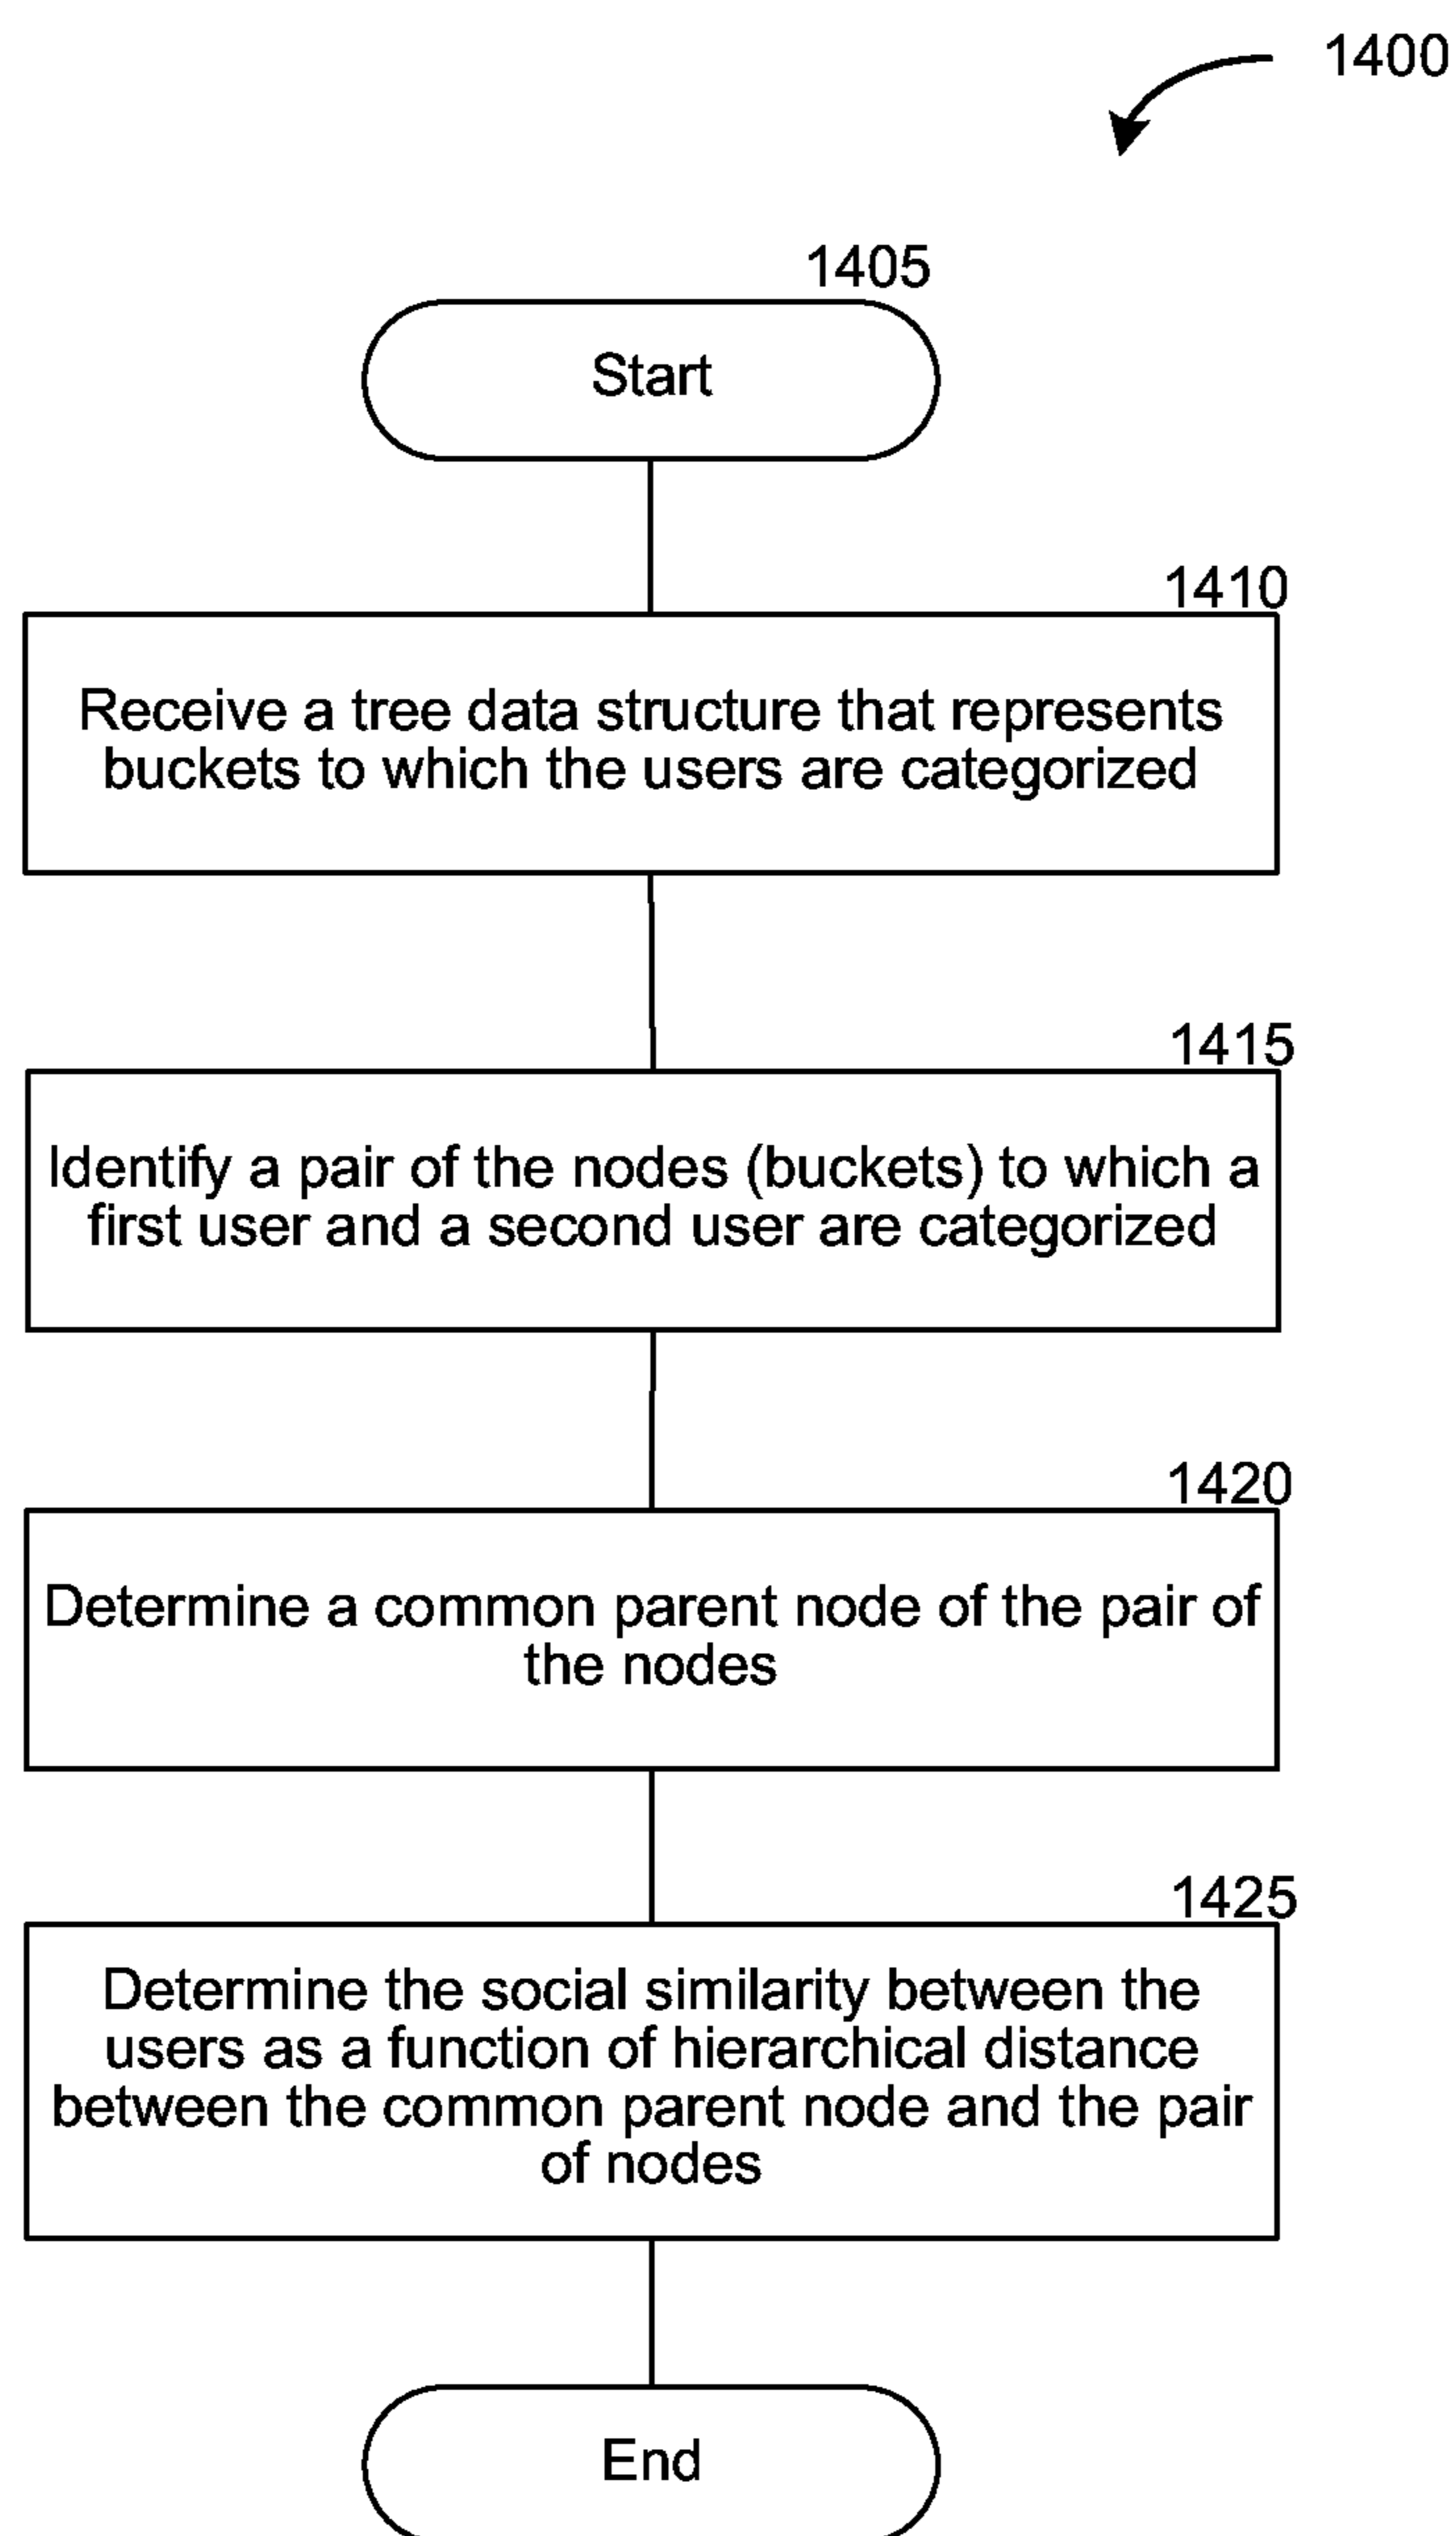 1400
1405
Start
1410
Receive a tree data structure that represents
buckets to which the users are categorized
1415
Identify a pair of the nodes (buckets) to which a
first user and a second user are categorized
1420
Determine a common parent node of the pair of
the nodes
1425
Determine the social similarity between the
users as a function of hierarchical distance
between the common parent node and the pair
of nodes
End